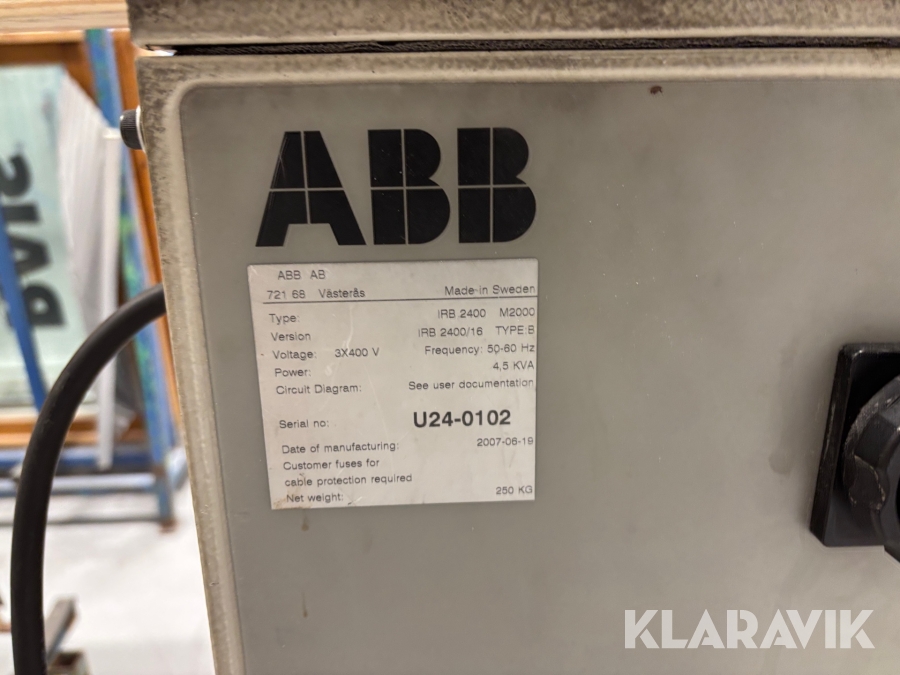 ABB
ABB AB
721 68 Västerås Made in Sweden
Type: IRB 2400 M2000
Version IRB 2400/16 TYPE B
Voltage: 3X400 V Frequency: 50-60 Hz
Power: 4,5 KVA
Circuit Diagram: See user documentation
Serial no: U24-0102
Date of manufacturing: 2007-06-19
Customer fuses for
cable protection required
Net weight: 250 KG
KLARAVIK